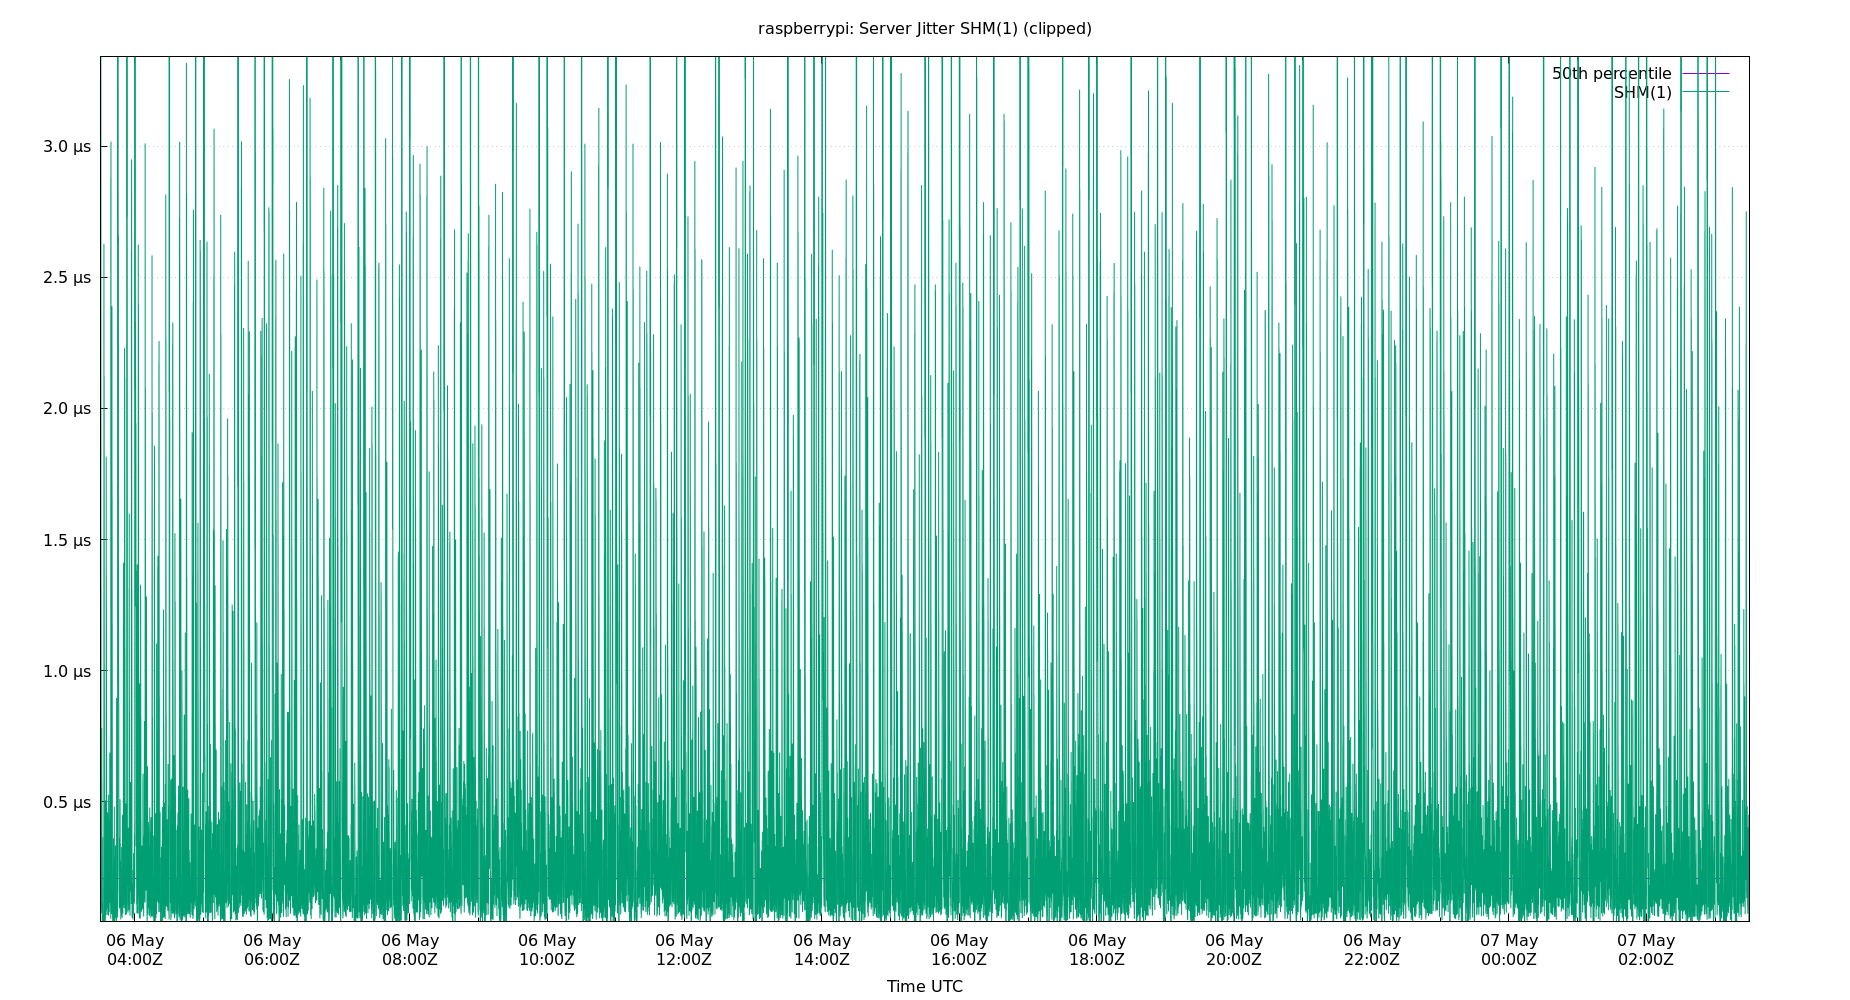 raspberrypi: Server Jitter SHM(1) (clipped)
50th percentile
SHM(1)
3.0 µs
2.5 µs
2.0 µs
1.5 µs
1.0 µs
0.5 µs
06 May 06 May 06 May 06 May 06 May 06 May 06 May 06 May 06 May 06 May 07 May 07 May
04:00Z 06:00Z 08:00Z 10:00Z 12:00Z 14:00Z 16:00Z 18:00Z 20:00Z 22:00Z 00:00Z 02:00Z
Time UTC